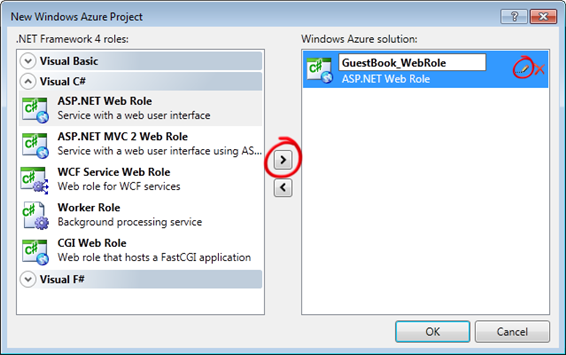 New Windows Azure Project
.NET Framework 4 roles:
Windows Azure solution:
Visual Basic
Visual C#
ASP.NET Web Role
Service with a web user interface
ASP.NET MVC 2 Web Role
Service with a web user interface using AS...
WCF Service Web Role
Web role for WCF services
Worker Role
Background processing service
CGI Web Role
Web role that hosts a FastCGI application
Visual F#
GuestBook_WebRole
ASP.NET Web Role
OK
Cancel